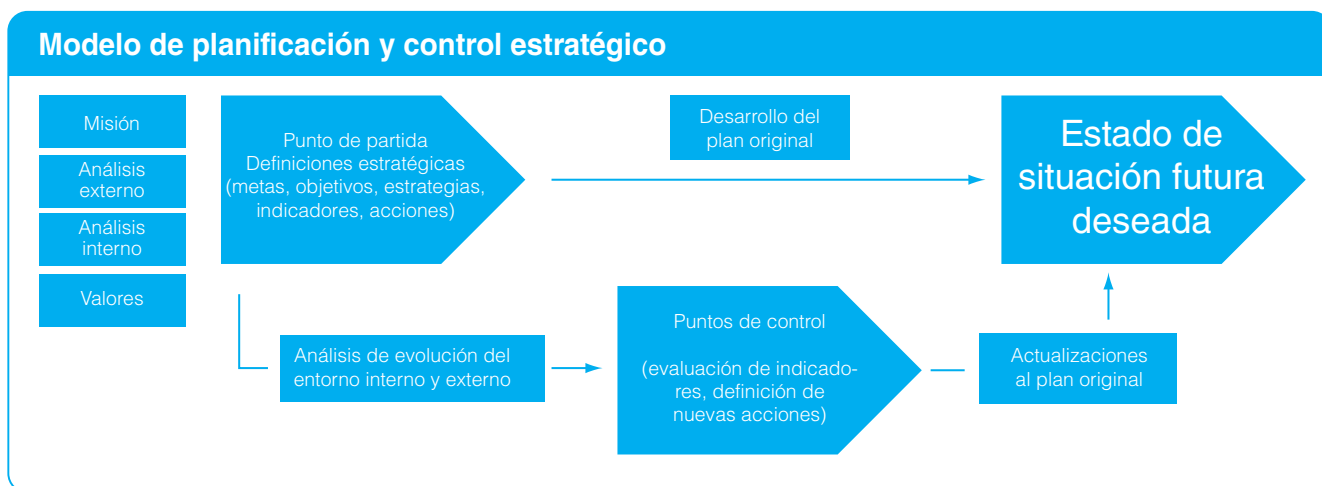 Modelo de planificación y control estratégico
Misión
Análisis
externo
Análisis
interno
Valores
Punto de partida
Definiciones estratégicas
(metas, objetivos, estrategias,
indicadores, acciones)
Desarrollo del
plan original
Estado de
situación futura
deseada
Análisis de evolución del
entorno interno y externo
Puntos de control
(evaluación de indicado-
res, definición de
nuevas acciones)
Actualizaciones
al plan original